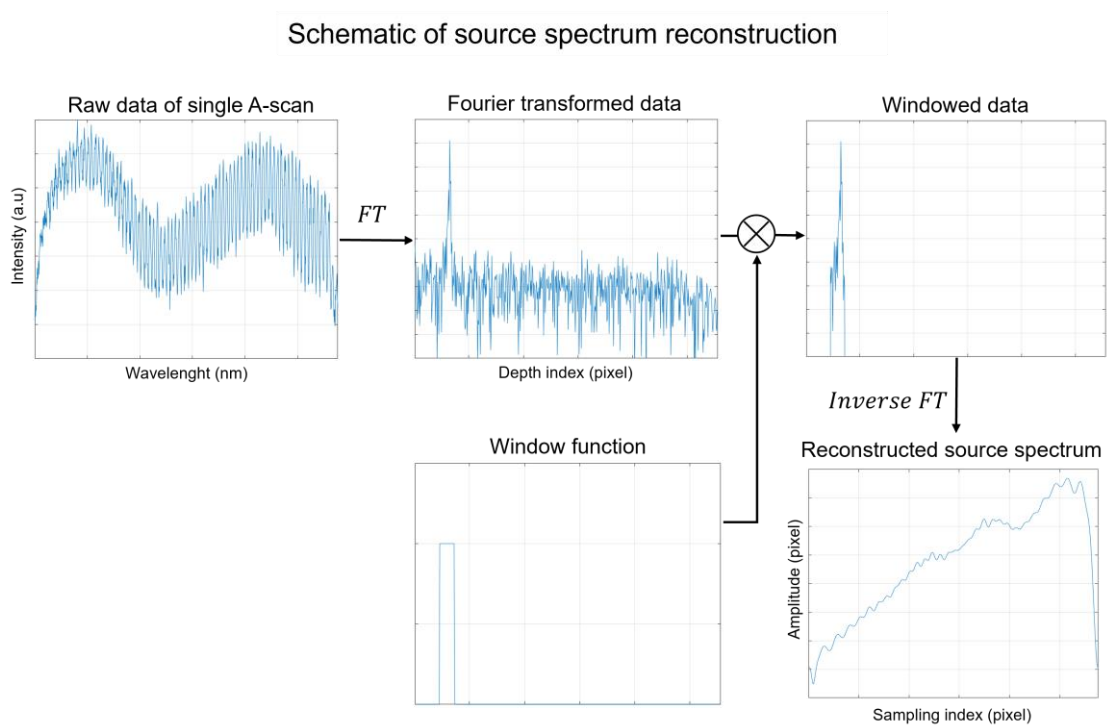 Schematic of source spectrum reconstruction
Raw data of single A-scan
Fourier transformed data
Windowed data
Intensity (a.u)
FT
Wavelenght (nm)
Depth index (pixel)
Inverse FT
Window function
Reconstructed source spectrum
Amplitude (pixel)
Sampling index (pixel)